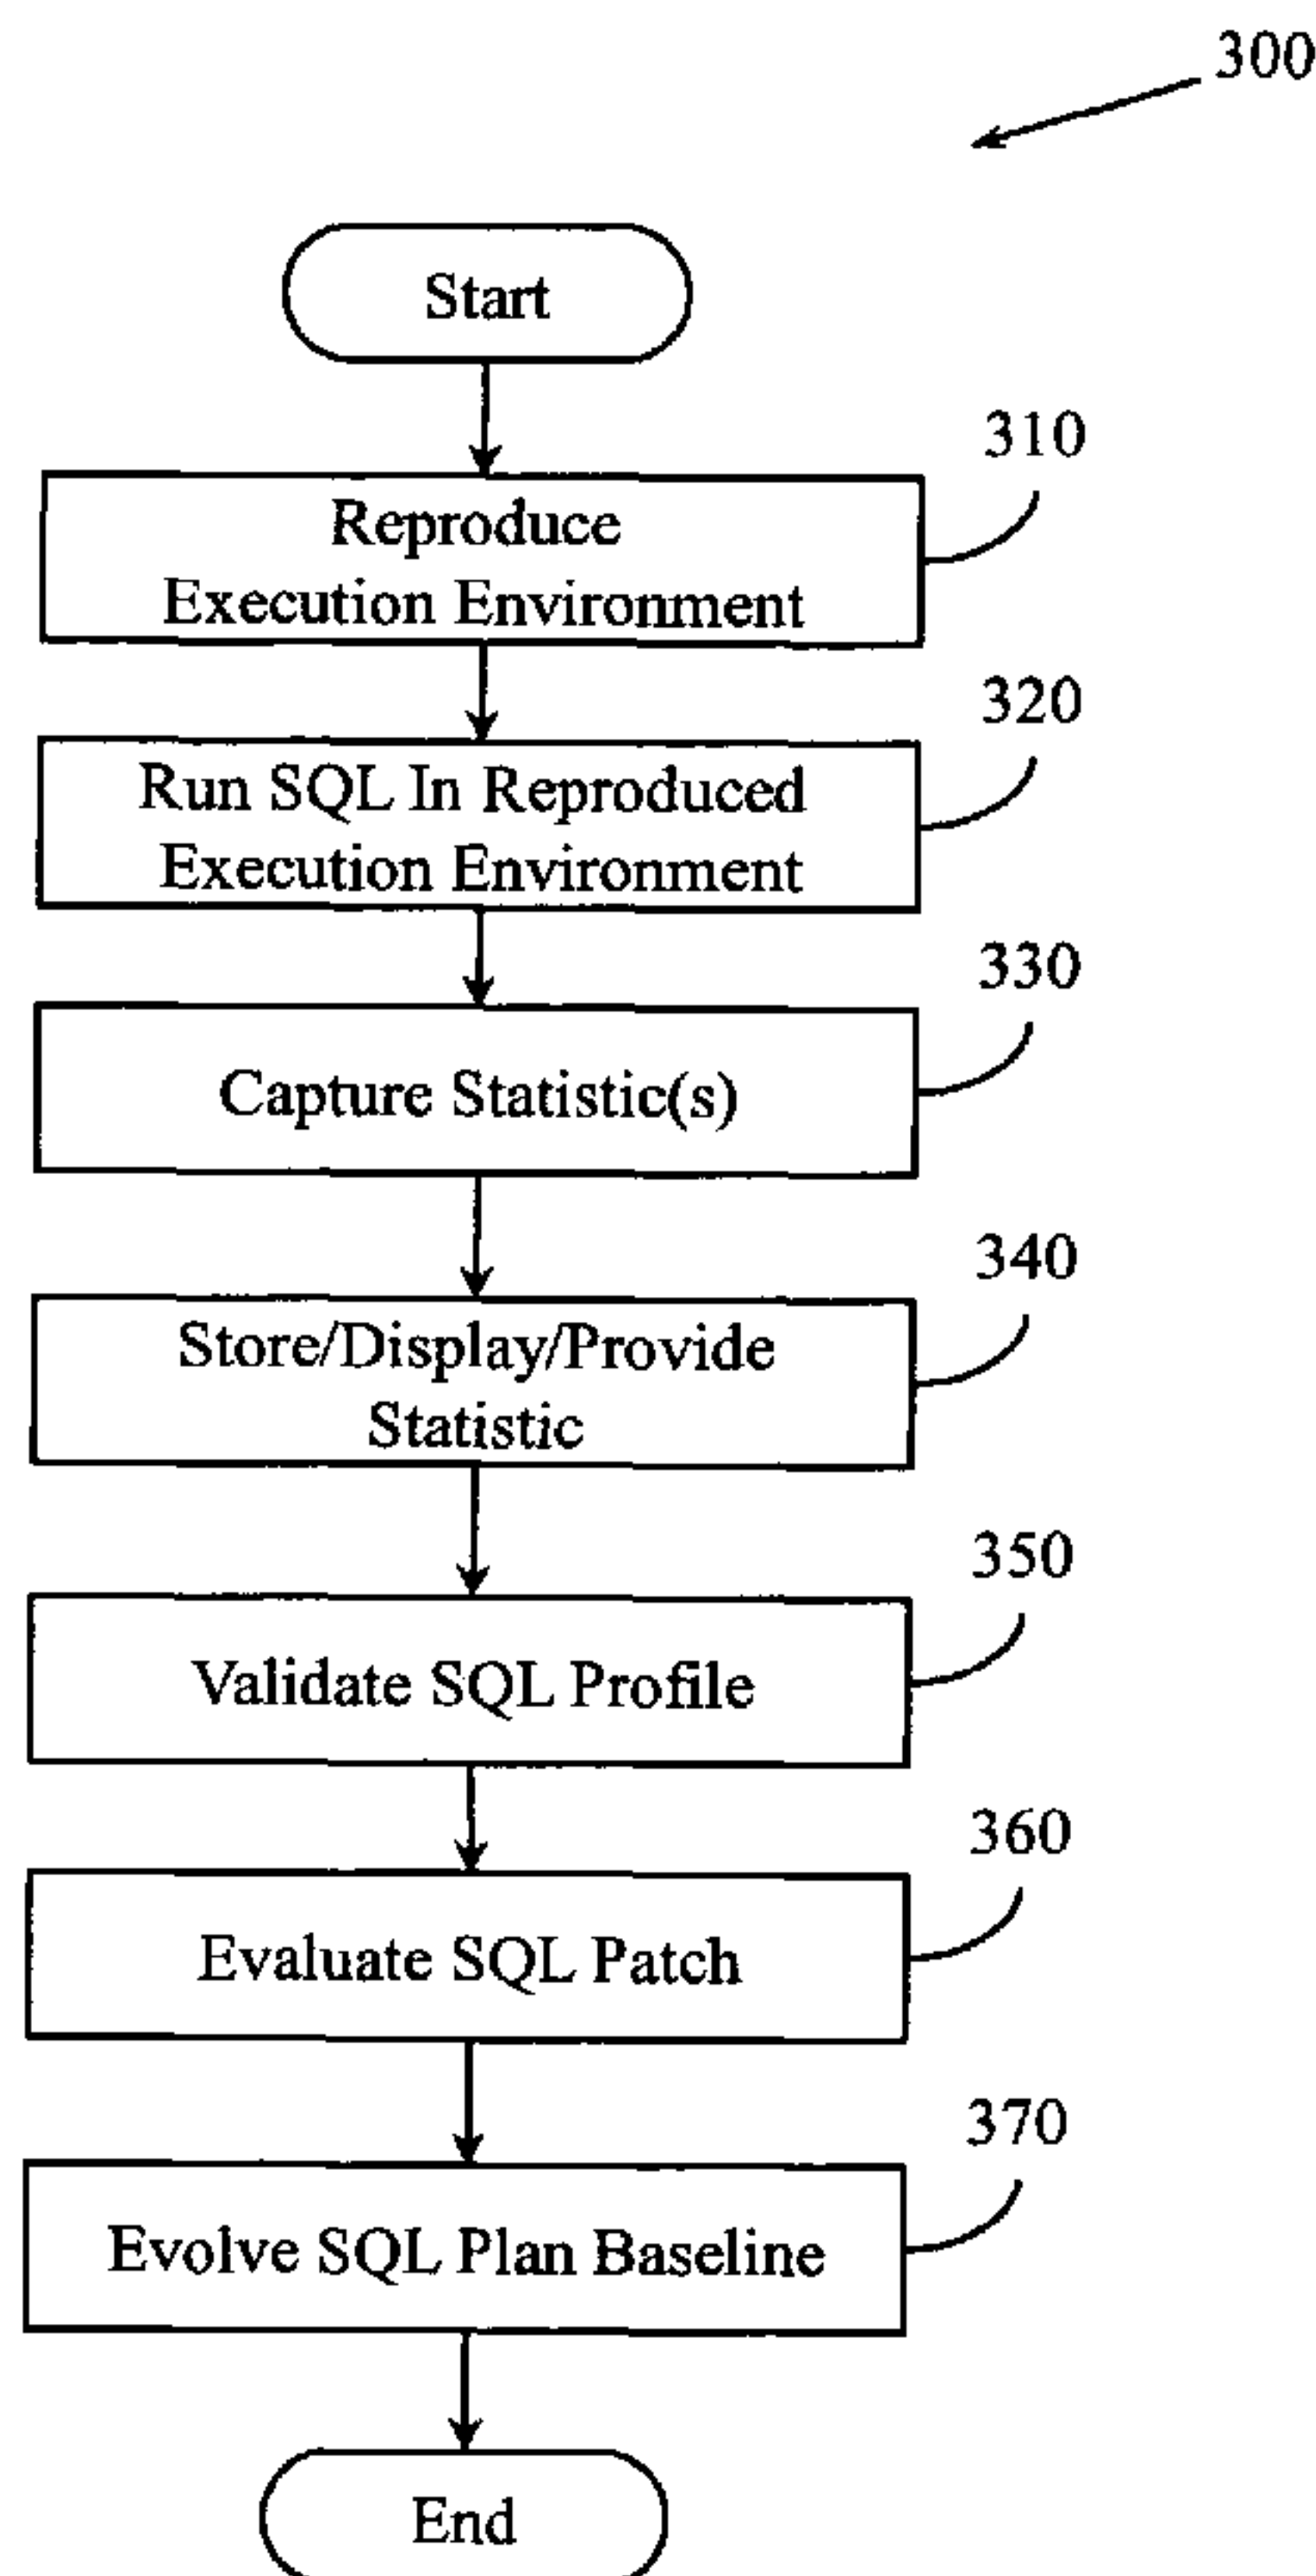 300
Start
310
Reproduce
Execution Environment
320
Run SQL In Reproduced
Execution Environment
330
Capture Statistic(s)
340
Store/Display/Provide
Statistic
350
Validate SQL Profile
360
Evaluate SQL Patch
370
Evolve SQL Plan Baseline
End